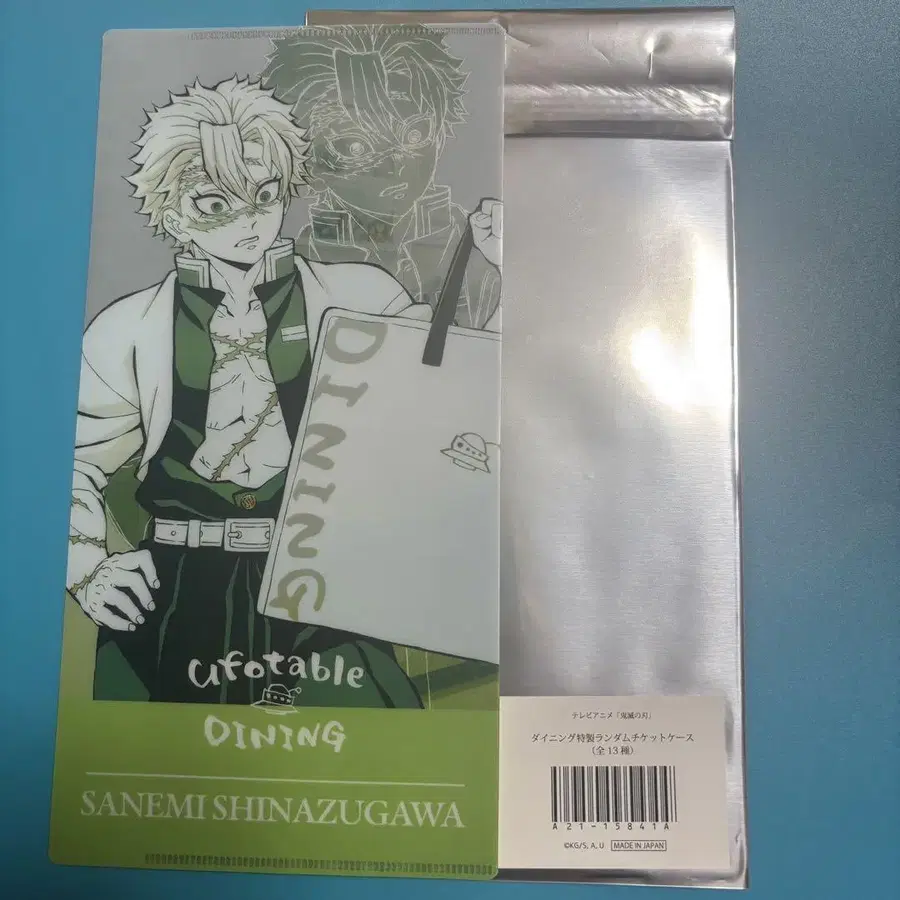 DINING
ufotable
DINING
SANEMI SHINAZUGAWA
テレビアニメ「鬼滅の刃」
ダイニング特製ランダムチケットケース
(全13種)
A21-15841A
©KG/S, A, U MADE IN JAPAN